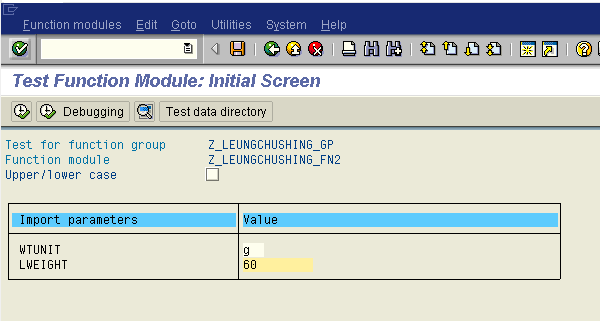 Function modules Edit Goto Utilities System Help
Test Function Module: Initial Screen
Debugging Test data directory
Test for function group Z_LEUNGCHUSHING_GP
Function module Z_LEUNGCHUSHING_FN2
Upper/lower case
Import parameters Value
WTUNIT g
LWEIGHT 60